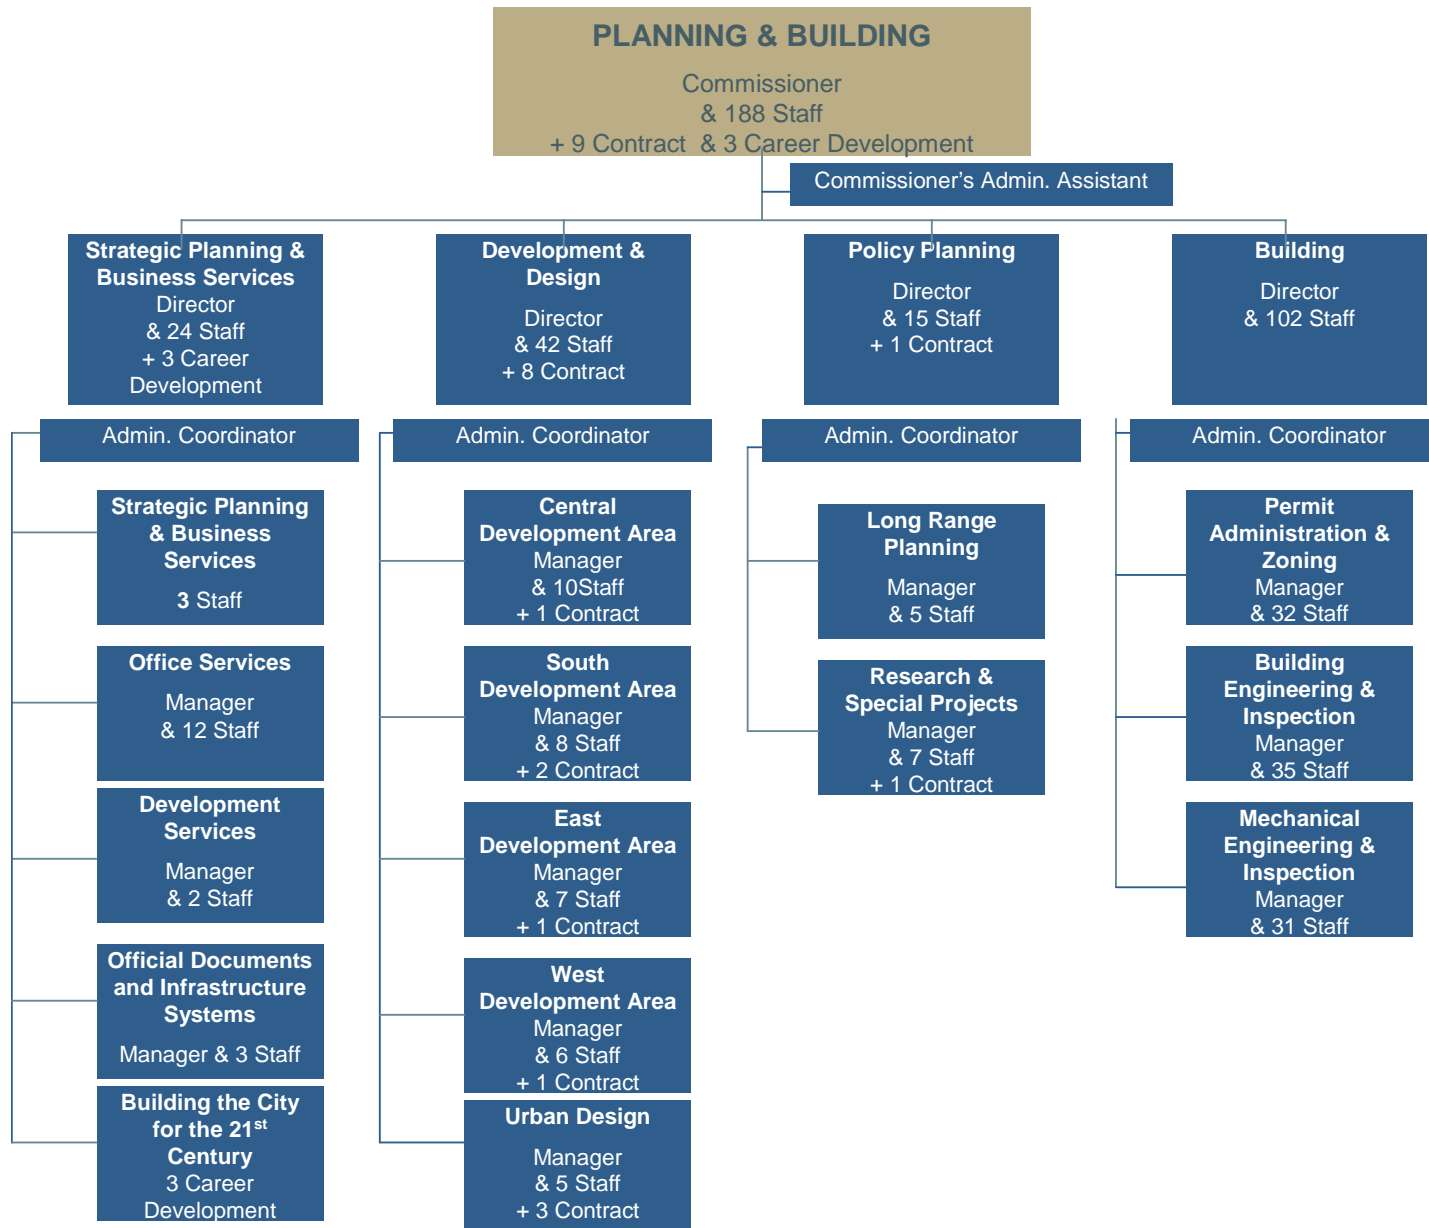 PLANNING & BUILDING
Commissioner
& 188 Staff
+ 9 Contract & 3 Career Development
Commissioner’s Admin. Assistant
Strategic Planning &
Business Services
Director
& 24 Staff
+ 3 Career
Development
Admin. Coordinator
Strategic Planning
& Business
Services
3 Staff
Office Services
Manager
& 12 Staff
Development
Services
Manager
& 2 Staff
Official Documents
and Infrastructure
Systems
Manager & 3 Staff
Building the City
for the 21st
Century
3 Career
Development
Development &
Design
Director
& 42 Staff
+ 8 Contract
Admin. Coordinator
Central
Development Area
Manager
& 10Staff
+ 1 Contract
South
Development Area
Manager
& 8 Staff
+ 2 Contract
East
Development Area
Manager
& 7 Staff
+ 1 Contract
West
Development Area
Manager
& 6 Staff
+ 1 Contract
Urban Design
Manager
& 5 Staff
+ 3 Contract
Policy Planning
Director
& 15 Staff
+ 1 Contract
Admin. Coordinator
Long Range
Planning
Manager
& 5 Staff
Research &
Special Projects
Manager
& 7 Staff
+ 1 Contract
Building
Director
& 102 Staff
Admin. Coordinator
Permit
Administration &
Zoning
Manager
& 32 Staff
Building
Engineering &
Inspection
Manager
& 35 Staff
Mechanical
Engineering &
Inspection
Manager
& 31 Staff